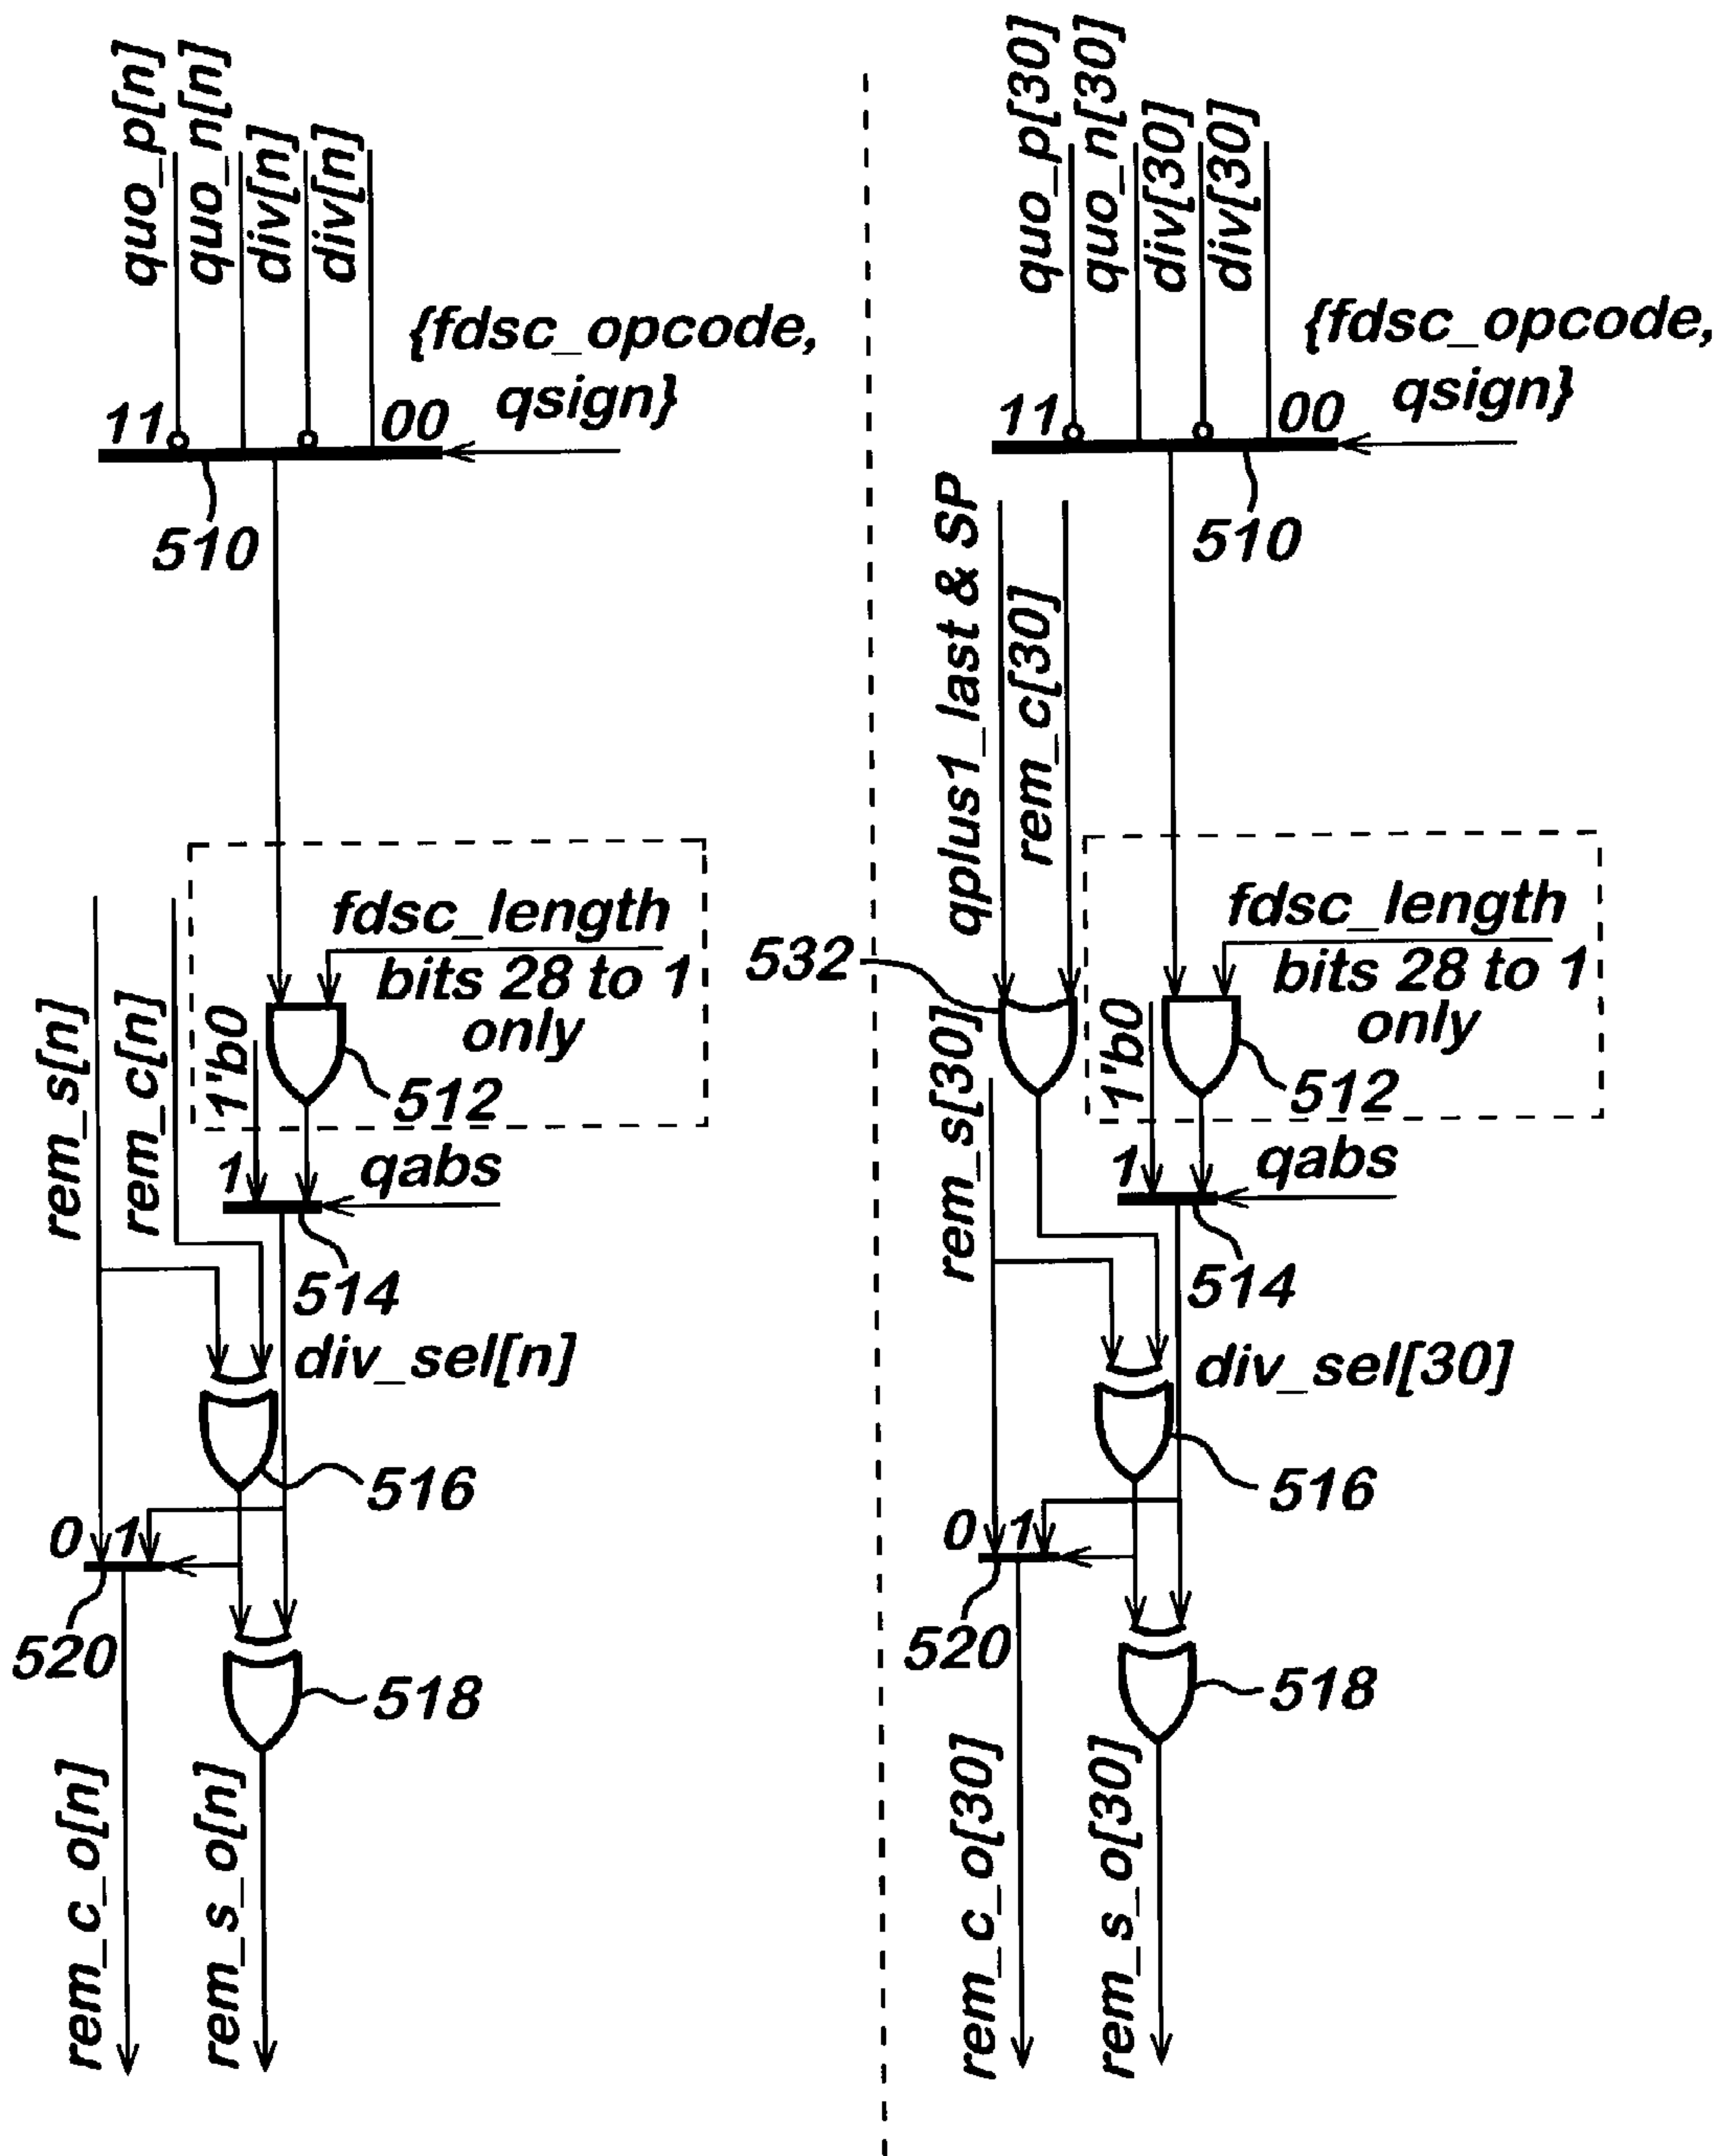 quo_p[n]
quo_n[n]
div[n]
div[n]
{fdsc_opcode,
qsign}
11
00
510
fdsc_length
bits 28 to 1
only
rem_s[n]
rem_c[n]
1'b0
512
1
qabs
514
div_sel[n]
516
0
1
520
518
rem_c_o[n]
rem_s_o[n]
quo_p[30]
quo_n[30]
div[30]
div[30]
{fdsc_opcode,
qsign}
11
00
510
qplus1_last & SP
rem_c[30]
532
fdsc_length
bits 28 to 1
only
rem_s[30]
1'b0
512
1
qabs
514
div_sel[30]
516
0
1
520
518
rem_c_o[30]
rem_s_o[30]